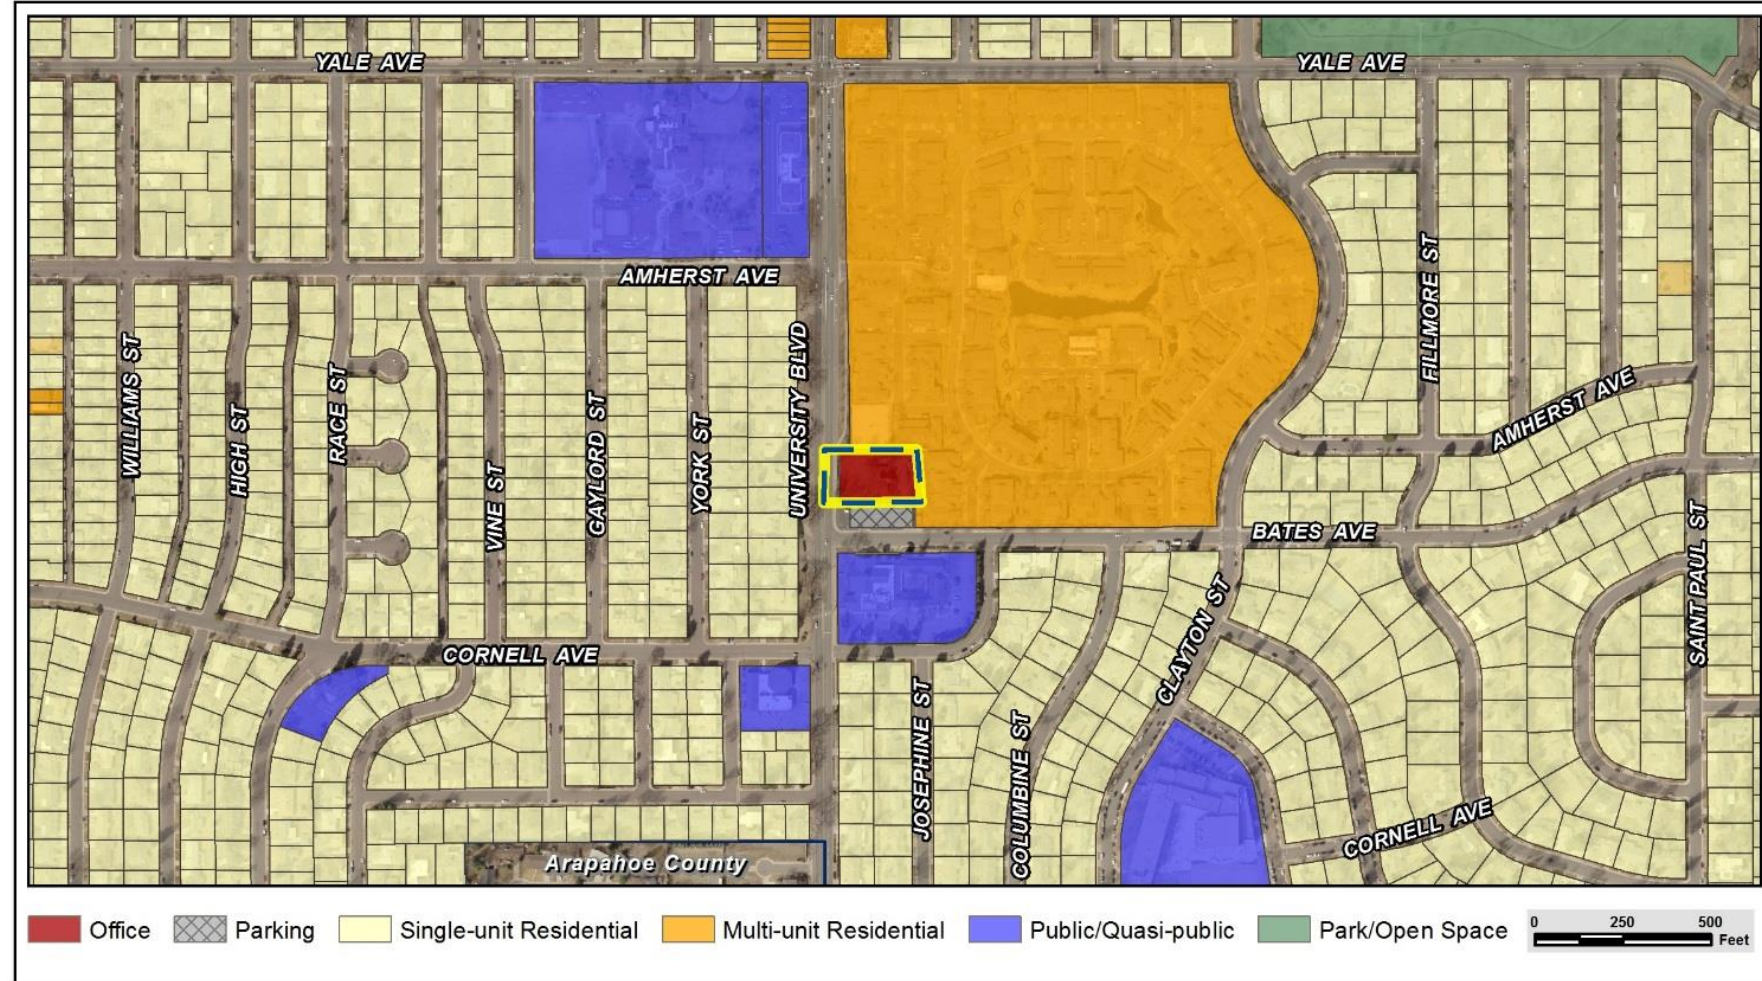 YALE AVE
YALE AVE
AMHERST AVE
WILLIAMS ST
HIGH ST
RACE ST
VINE ST
GAYLORD ST
YORK ST
UNIVERSITY BLVD
FILLMORE ST
AMHERST AVE
BATES AVE
SAINT PAUL ST
CLAYTON ST
CORNELL AVE
JOSEPHINE ST
COLUMBINE ST
CORNELL AVE
Arapahoe County
Office
Parking
Single-unit Residential
Multi-unit Residential
Public/Quasi-public
Park/Open Space
0 250 500
Feet